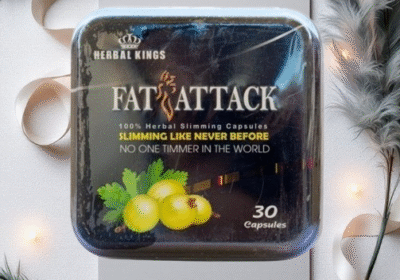 HERBAL KINGS
FAT ATTACK
100% Herbal Slimming Capsules
SLIMMING LIKE NEVER BEFORE
NO ONE TIMMER IN THE WORLD
30
Capsules